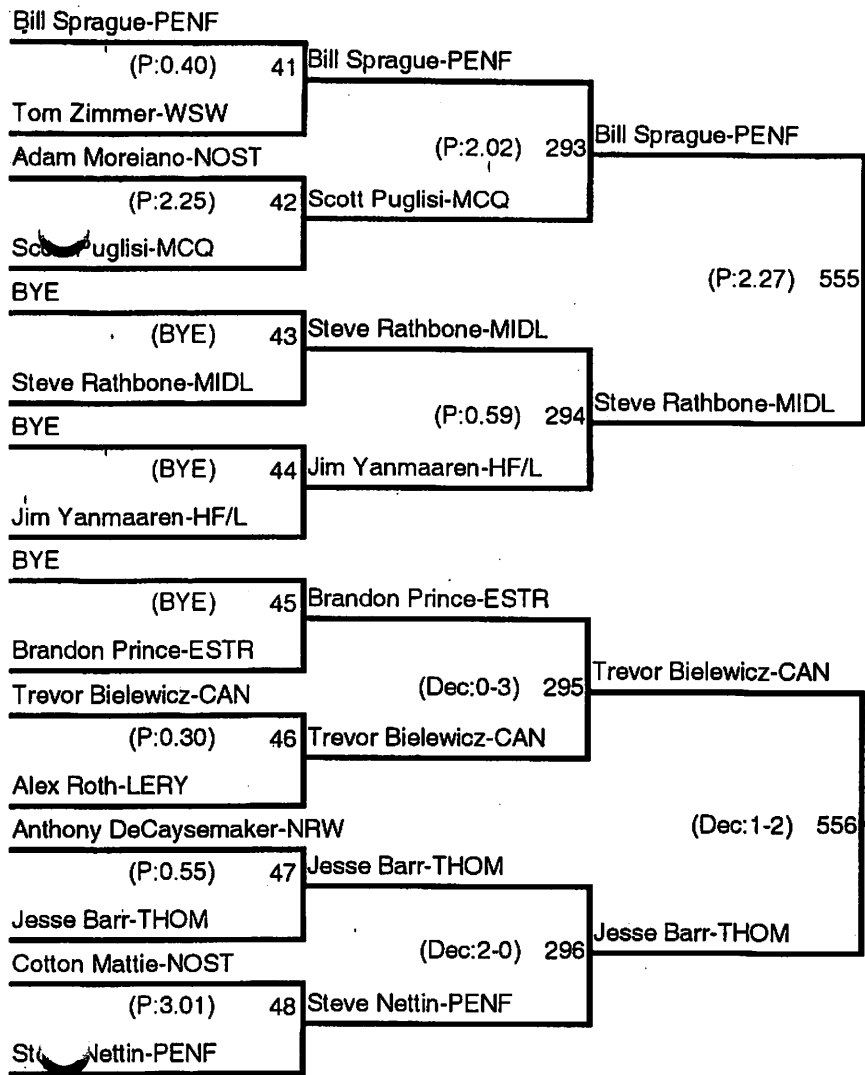 Bill Sprague-PENF
(P:0.40) 41 Bill Sprague-PENF
Tom Zimmer-WSW
(P:2.02) 293 Bill Sprague-PENF
Adam Moreiano-NOST
(P:2.25) 42 Scott Puglisi-MCQ
Puglisi-MCQ
(P:2.27) 555
BYE
(BYE) 43 Steve Rathbone-MIDL
Steve Rathbone-MIDL
(P:0.59) 294 Steve Rathbone-MIDL
BYE
(BYE) 44 Jim Yanmaaren-HF/L
Jim Yanmaaren-HF/L
BYE
(BYE) 45 Brandon Prince-ESTR
Brandon Prince-ESTR
(Dec:0-3) 295 Trevor Bielewicz-CAN
Trevor Bielewicz-CAN
(P:0.30) 46 Trevor Bielewicz-CAN
Alex Roth-LERY
(Dec:1-2) 556
Anthony DeCaysemaker-NRW
(P:0.55) 47 Jesse Barr-THOM
Jesse Barr-THOM
(Dec:2-0) 296 Jesse Barr-THOM
Cotton Mattie-NOST
(P:3.01) 48 Steve Nettin-PENF
Nettin-PENF